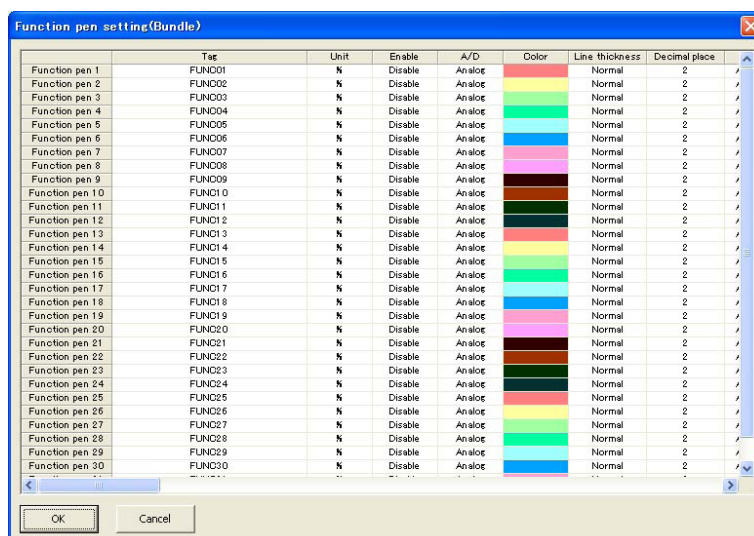 Function pen setting(Bundle)
Tag Unit Enable A/D Color Line thickness Decimal place
Function pen 1 FUNC01 % Disable Analog Normal 2
Function pen 2 FUNC02 % Disable Analog Normal 2
Function pen 3 FUNC03 % Disable Analog Normal 2
Function pen 4 FUNC04 % Disable Analog Normal 2
Function pen 5 FUNC05 % Disable Analog Normal 2
Function pen 6 FUNC06 % Disable Analog Normal 2
Function pen 7 FUNC07 % Disable Analog Normal 2
Function pen 8 FUNC08 % Disable Analog Normal 2
Function pen 9 FUNC09 % Disable Analog Normal 2
Function pen 10 FUNC10 % Disable Analog Normal 2
Function pen 11 FUNC11 % Disable Analog Normal 2
Function pen 12 FUNC12 % Disable Analog Normal 2
Function pen 13 FUNC13 % Disable Analog Normal 2
Function pen 14 FUNC14 % Disable Analog Normal 2
Function pen 15 FUNC15 % Disable Analog Normal 2
Function pen 16 FUNC16 % Disable Analog Normal 2
Function pen 17 FUNC17 % Disable Analog Normal 2
Function pen 18 FUNC18 % Disable Analog Normal 2
Function pen 19 FUNC19 % Disable Analog Normal 2
Function pen 20 FUNC20 % Disable Analog Normal 2
Function pen 21 FUNC21 % Disable Analog Normal 2
Function pen 22 FUNC22 % Disable Analog Normal 2
Function pen 23 FUNC23 % Disable Analog Normal 2
Function pen 24 FUNC24 % Disable Analog Normal 2
Function pen 25 FUNC25 % Disable Analog Normal 2
Function pen 26 FUNC26 % Disable Analog Normal 2
Function pen 27 FUNC27 % Disable Analog Normal 2
Function pen 28 FUNC28 % Disable Analog Normal 2
Function pen 29 FUNC29 % Disable Analog Normal 2
Function pen 30 FUNC30 % Disable Analog Normal 2
OK Cancel